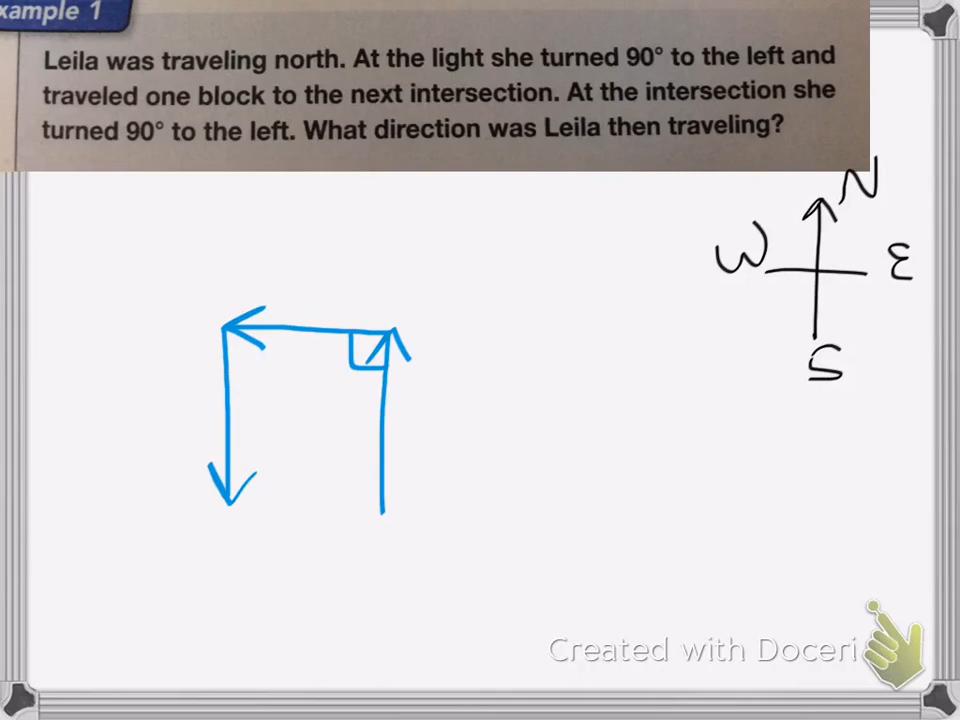 xample 1
Leila was traveling north. At the light she turned 90° to the left and
traveled one block to the next intersection. At the intersection she
turned 90° to the left. What direction was Leila then traveling?
N
W
E
S
Created with Doceri